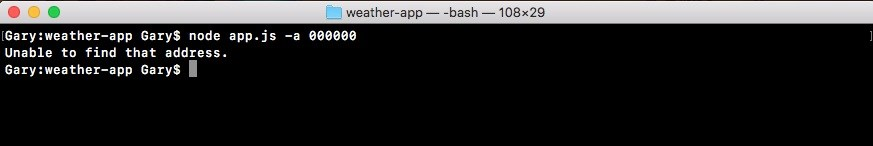 weather-app — -bash — 108×29
[Gary:weather-app Gary$ node app.js -a 000000 ]
Unable to find that address.
Gary:weather-app Gary$